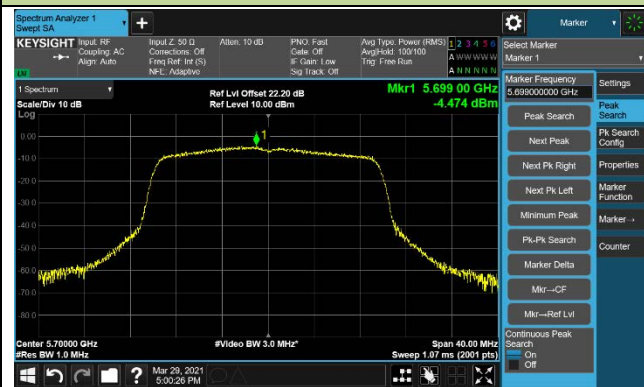 Spectrum Analyzer 1
Swept SA
+
Marker
KEYSIGHT
Input: RF
Coupling: AC
Align: Auto
Input Z: 50 Ω
Corrections: Off
Freq Ref: Int (S)
NFE: Adaptive
Atten: 10 dB
PNO: Fast
Gate: Off
IF Gain: Low
Sig Track: Off
Avg Type: Power (RMS)
Avg|Hold: 100/100
Trig: Free Run
1 2 3 4 5 6
A W W W W W
A N N N N N
LXI
Select Marker
Marker 1
1 Spectrum
Scale/Div 10 dB
Log
Ref Lvl Offset 22.20 dB
Ref Level 10.00 dBm
Mkr1 5.699 00 GHz
-4.474 dBm
1
0.00
-10.0
-20.0
-30.0
-40.0
-50.0
-60.0
-70.0
-80.0
Center 5.70000 GHz
#Res BW 1.0 MHz
#Video BW 3.0 MHz*
Span 40.00 MHz
Sweep 1.07 ms (2001 pts)
Marker Frequency
5.699000000 GHz
Peak Search
Next Peak
Next Pk Right
Next Pk Left
Minimum Peak
Pk-Pk Search
Marker Delta
Mkr→CF
Mkr→Ref Lvl
Continuous Peak
Search
On
Off
Settings
Peak
Search
Pk Search
Config
Properties
Marker
Function
Marker→
Counter
?
Mar 29, 2021
5:00:26 PM